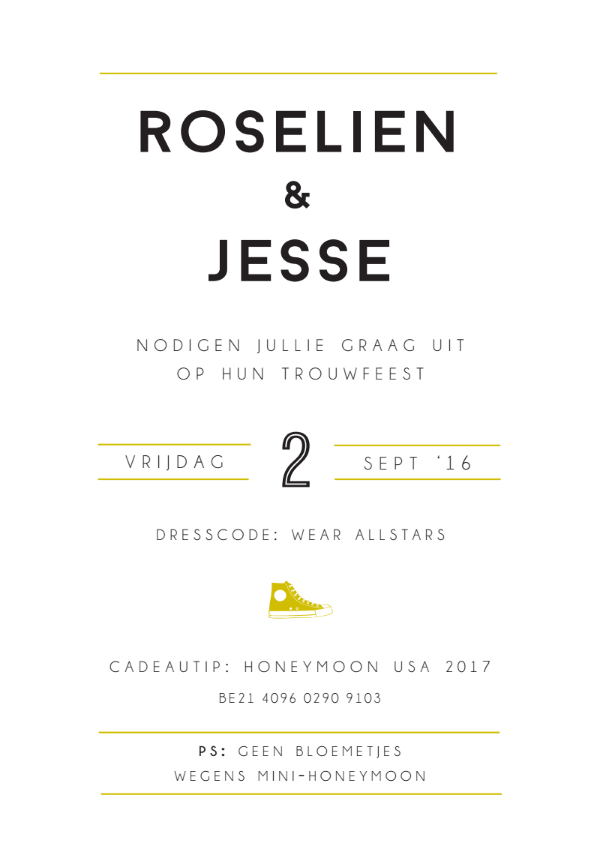 ROSELIEN
&
JESSE
NODIGEN JULLIE GRAAG UIT
OP HUN TROUWFEEST
VRIJDAG 2 SEPT '16
DRESSCODE: WEAR ALLSTARS
CADEAUTIP: HONEYMOON USA 2017
BE21 4096 0290 9103
PS: GEEN BLOEMETJES
WEGENS MINI-HONEYMOON